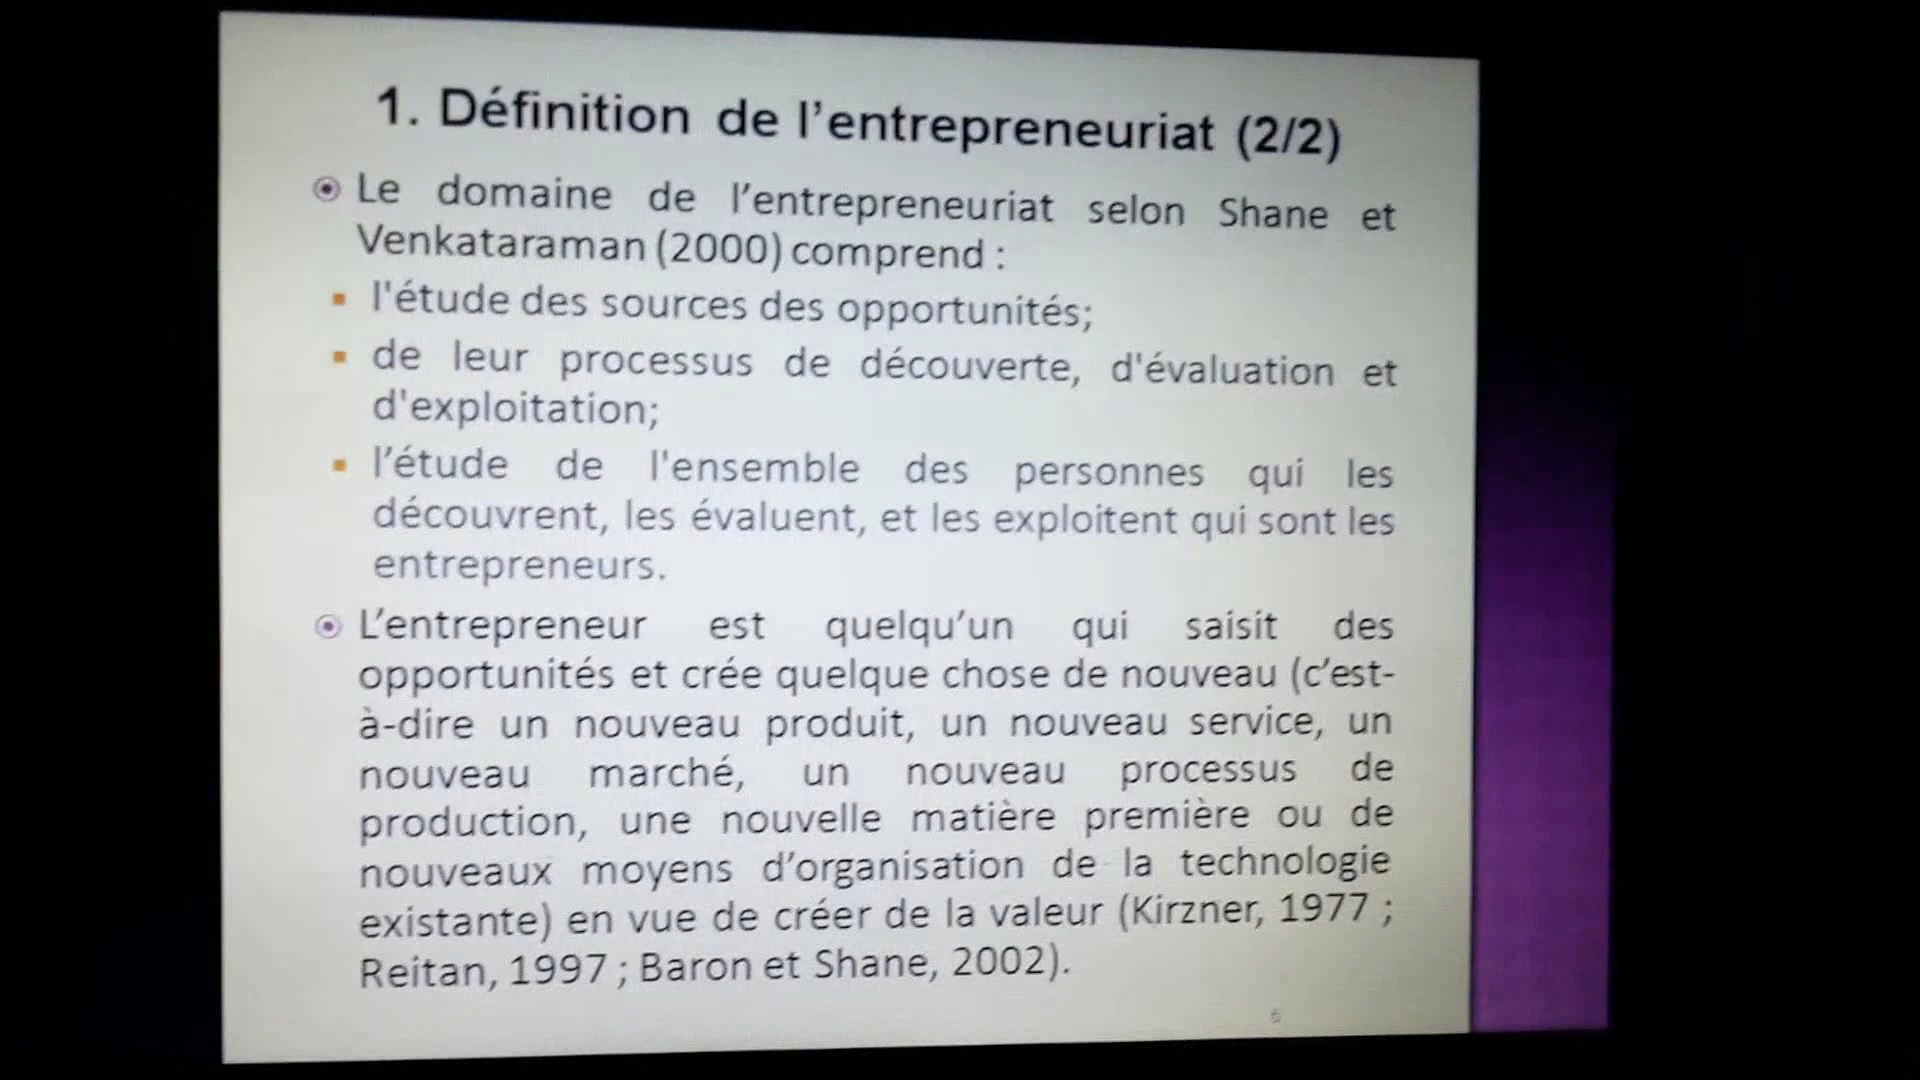 1. Définition de l’entrepreneuriat (2/2)
Le domaine de l’entrepreneuriat selon Shane et
Venkataraman (2000) comprend :
l'étude des sources des opportunités;
de leur processus de découverte, d'évaluation et
d'exploitation;
l’étude de l'ensemble des personnes qui les
découvrent, les évaluent, et les exploitent qui sont les
entrepreneurs.
L’entrepreneur est quelqu’un qui saisit des
opportunités et crée quelque chose de nouveau (c’est-
à-dire un nouveau produit, un nouveau service, un
nouveau marché, un nouveau processus de
production, une nouvelle matière première ou de
nouveaux moyens d’organisation de la technologie
existante) en vue de créer de la valeur (Kirzner, 1977 ;
Reitan, 1997 ; Baron et Shane, 2002).
6